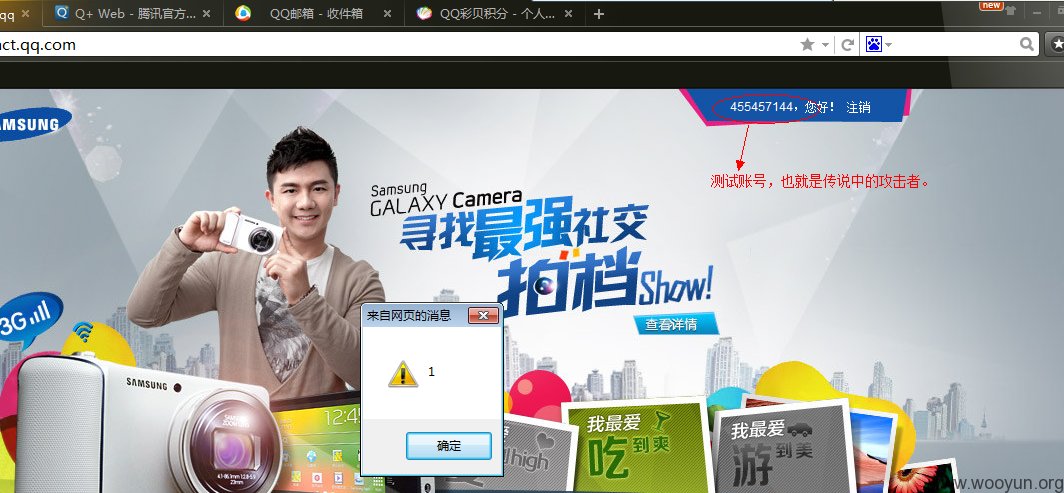 new
qq
Q+ Web - 腾讯官方...
QQ邮箱 - 收件箱
QQ彩贝积分 - 个人...
act.qq.com
SAMSUNG
455457144，您好！ 注销
测试账号，也就是传说中的攻击者。
Samsung
GALAXY Camera
寻找最强社交
拍档Show!
查看详情
3G
来自网页的消息
1
确定
SAMSUNG
12:45
high
我最爱
吃到爽
我最爱
游到美
www.wooyun.org